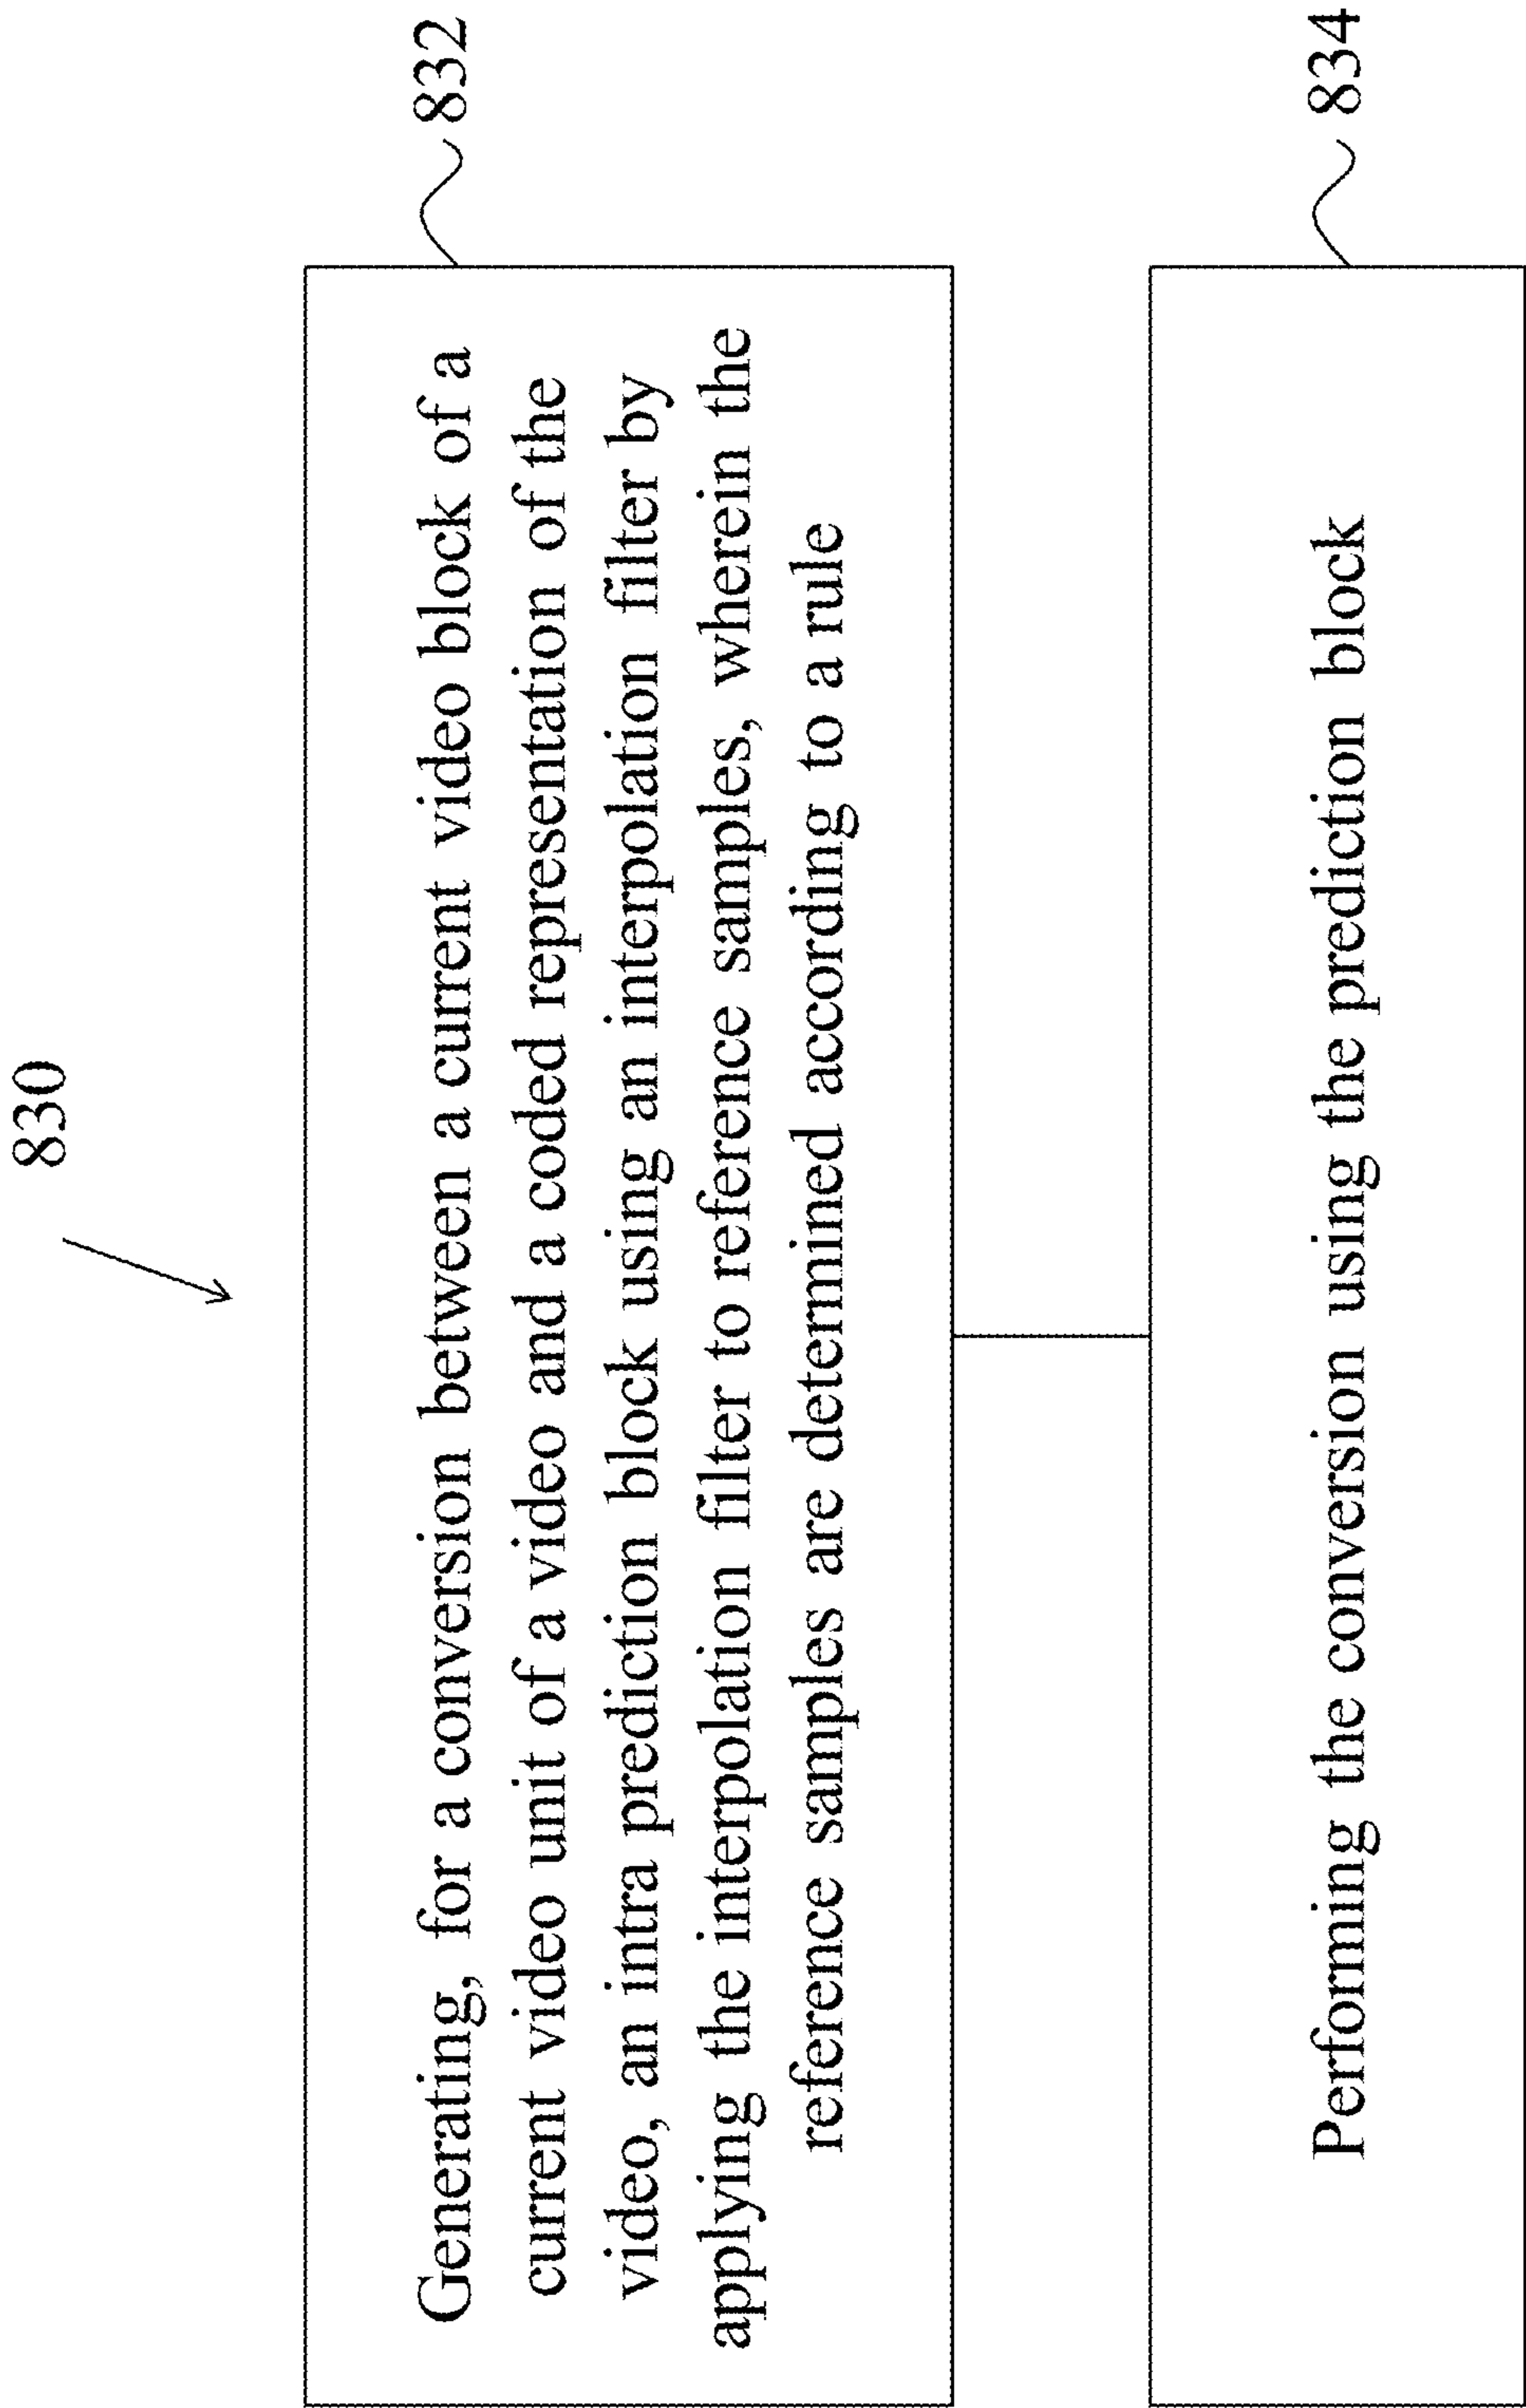 830
Generating, for a conversion between a current video block of a
current video unit of a video and a coded representation of the
video, an intra prediction block using an interpolation filter by
applying the interpolation filter to reference samples, wherein the
reference samples are determined according to a rule
832
Performing the conversion using the prediction block
834